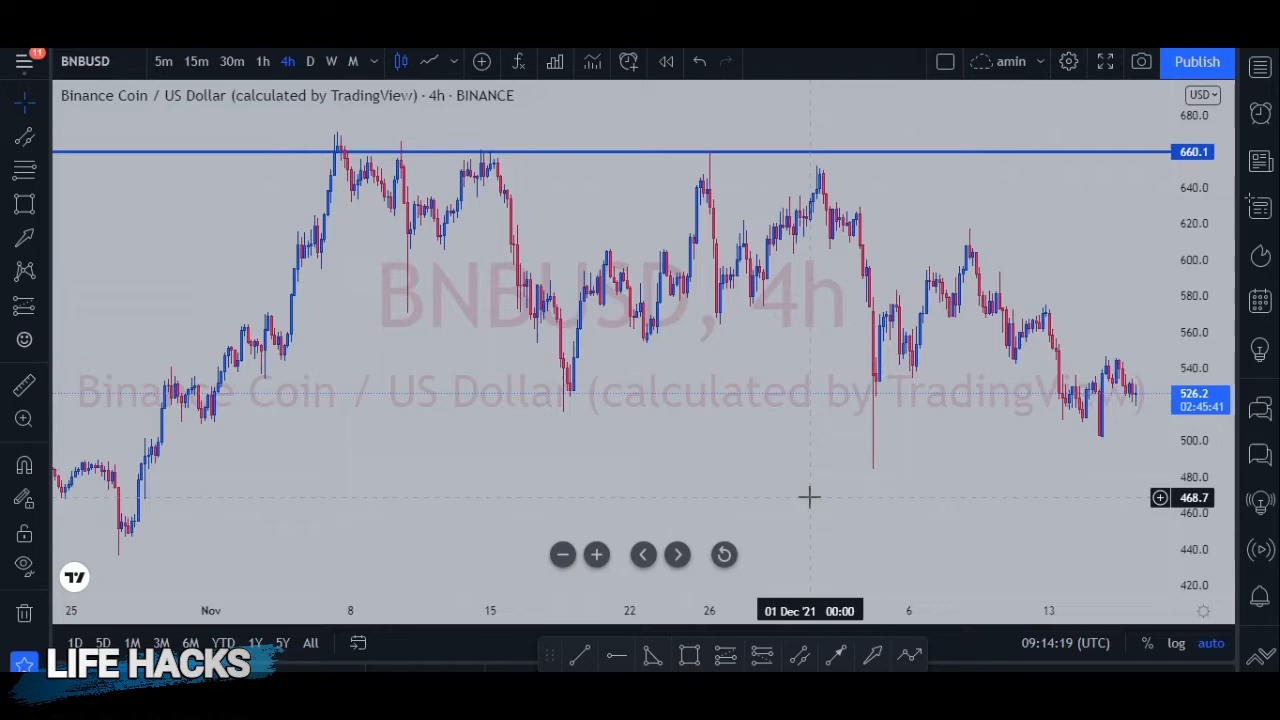 11
BNBUSD 5m 15m 30m 1h 4h D W M amin Publish
Binance Coin / US Dollar (calculated by TradingView) · 4h · BINANCE
USD
680.0
660.1
640.0
620.0
600.0
580.0
560.0
540.0
526.2
02:45:41
500.0
480.0
468.7
460.0
440.0
420.0
BNBUSD, 4h
Binance Coin / US Dollar (calculated by TradingView)
25 Nov 8 15 22 26 01 Dec '21 00:00 6 13
1D 5D 1M 3M 6M YTD 1Y 5Y All 09:14:19 (UTC) % log auto
LIFE HACKS